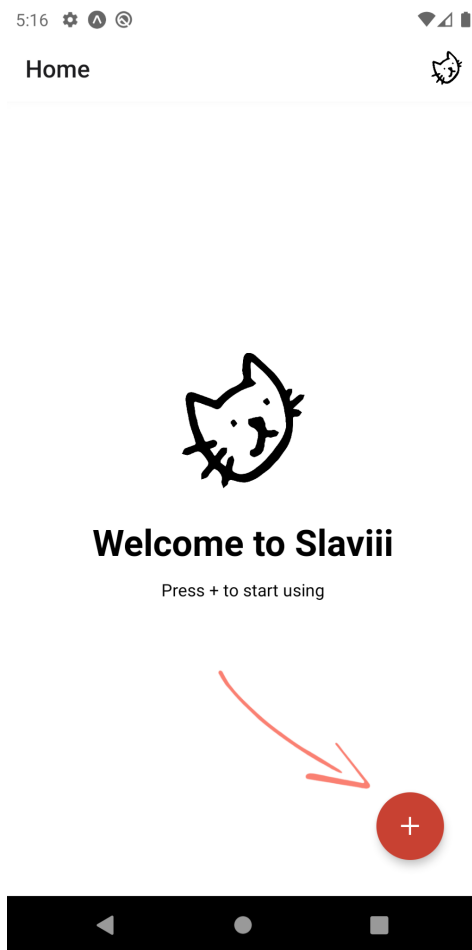 5:16
Home
Welcome to Slaviii
Press + to start using
+